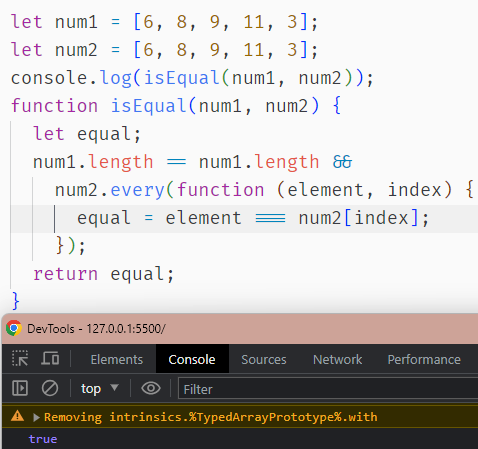 let num1 = [6, 8, 9, 11, 3];
let num2 = [6, 8, 9, 11, 3];
console.log(isEqual(num1, num2));
function isEqual(num1, num2) {
let equal;
num1.length == num1.length &&
num2.every(function (element, index) {
equal = element === num2[index];
});
return equal;
}
DevTools - 127.0.0.1:5500/
Elements Console Sources Network Performance
top Filter
Removing intrinsics.%TypedArrayPrototype%.with
true